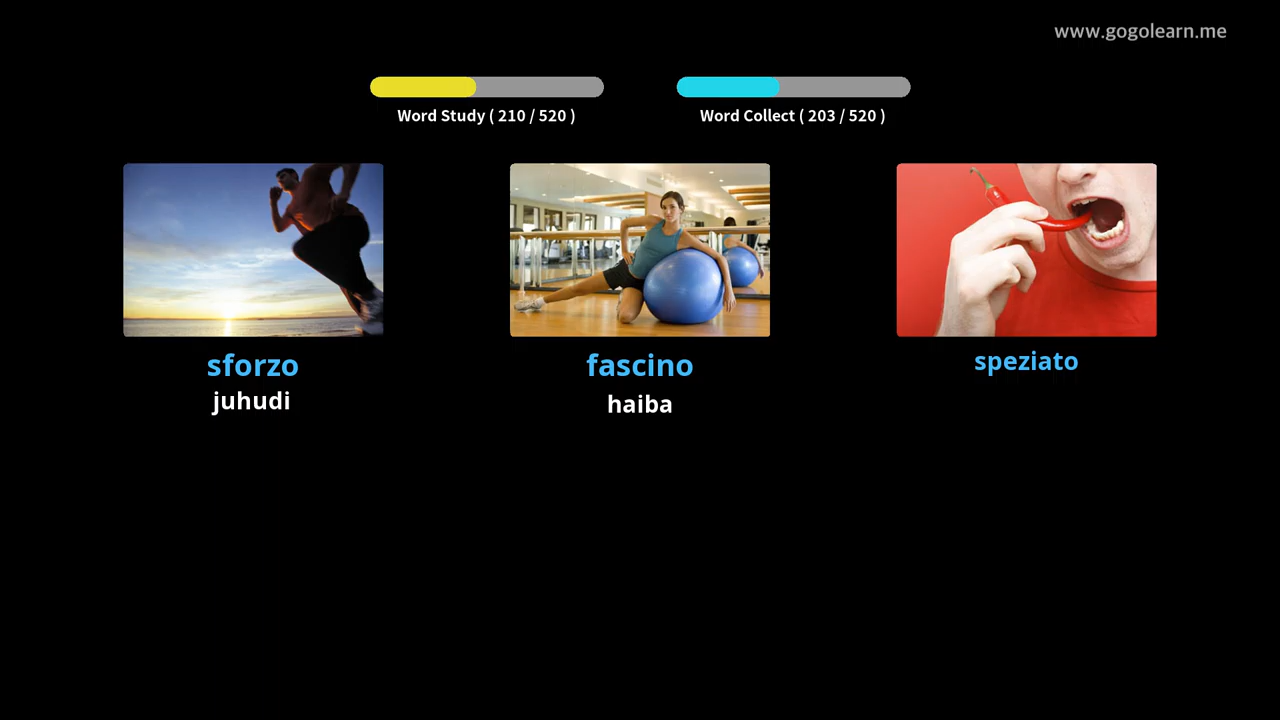 www.gogolearn.me
Word Study ( 210 / 520 )
Word Collect ( 203 / 520 )
sforzo
juhudi
fascino
haiba
speziato